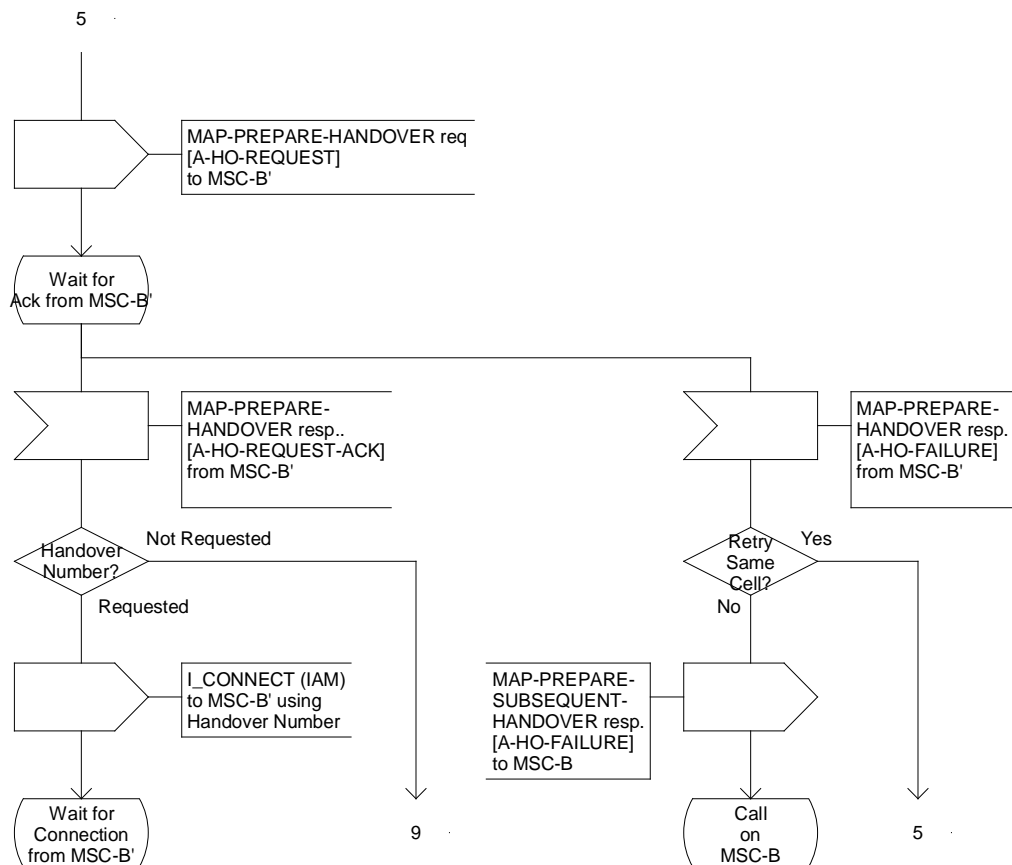 5
MAP-PREPARE-HANDOVER req
[A-HO-REQUEST]
to MSC-B'
Wait for
Ack from MSC-B'
MAP-PREPARE-
HANDOVER resp..
[A-HO-REQUEST-ACK]
from MSC-B'
MAP-PREPARE-
HANDOVER resp.
[A-HO-FAILURE]
from MSC-B'
Handover
Number?
Not Requested
Requested
Retry
Same
Cell?
Yes
No
I_CONNECT (IAM)
to MSC-B' using
Handover Number
MAP-PREPARE-
SUBSEQUENT-
HANDOVER resp.
[A-HO-FAILURE]
to MSC-B
Wait for
Connection
from MSC-B'
9
Call
on
MSC-B
5